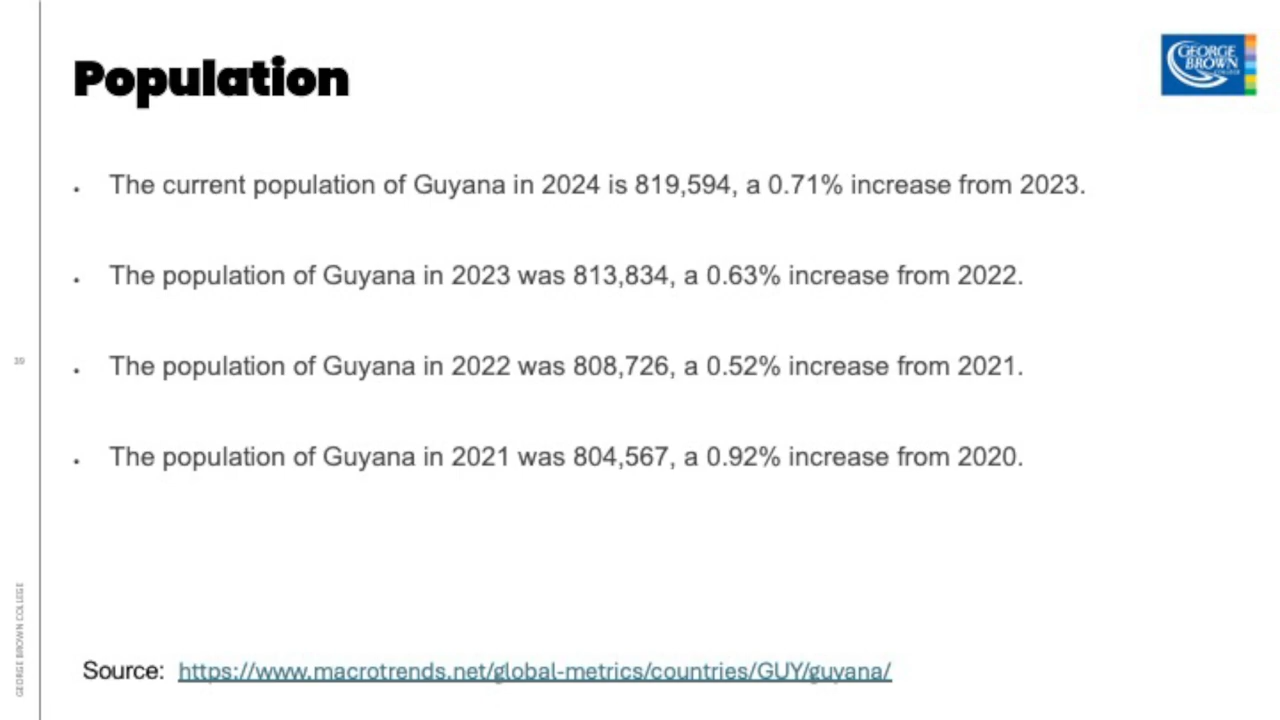 Population
GEORGE
BROWN
COLLEGE
• The current population of Guyana in 2024 is 819,594, a 0.71% increase from 2023.
• The population of Guyana in 2023 was 813,834, a 0.63% increase from 2022.
• The population of Guyana in 2022 was 808,726, a 0.52% increase from 2021.
• The population of Guyana in 2021 was 804,567, a 0.92% increase from 2020.
GEORGE BROWN COLLEGE
Source: https://www.macrotrends.net/global-metrics/countries/GUY/guyana/